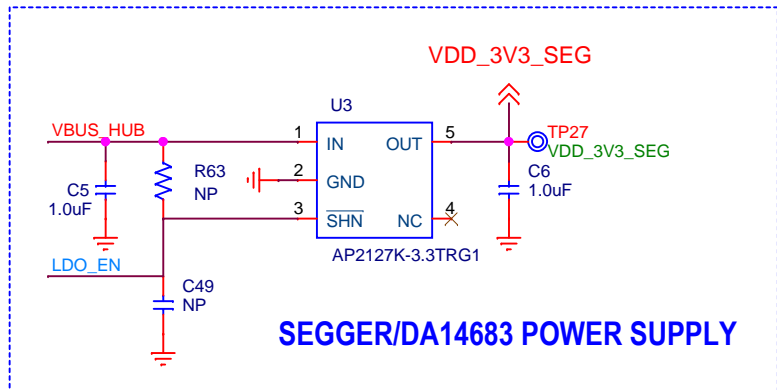 VDD_3V3_SEG
U3
VBUS_HUB
1
IN
OUT
5
TP27
VDD_3V3_SEG
R63
NP
2
GND
C5
1.0uF
C6
1.0uF
3
SHN
NC
4
AP2127K-3.3TRG1
LDO_EN
C49
NP
SEGGER/DA14683 POWER SUPPLY